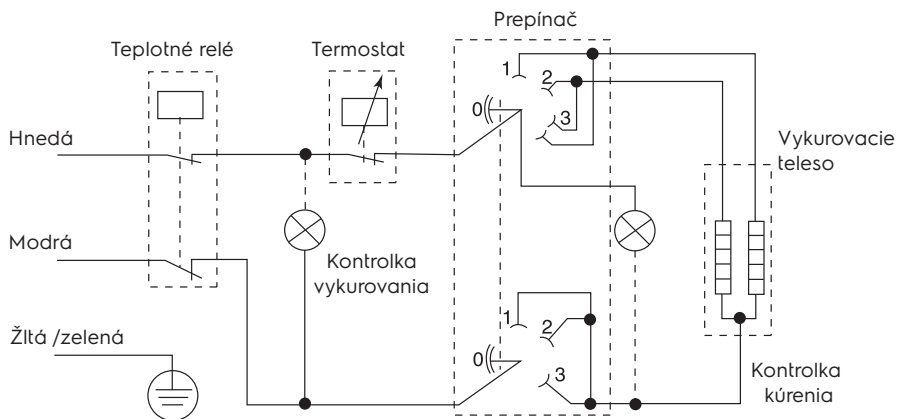 Prepínač
Teplotné relé
Termostat
1
2
0
3
Hnedá
Vykurovacie
teleso
Modrá
Kontrolka
vykurovania
1
2
0
3
Žltá /zelená
Kontrolka
kúrenia